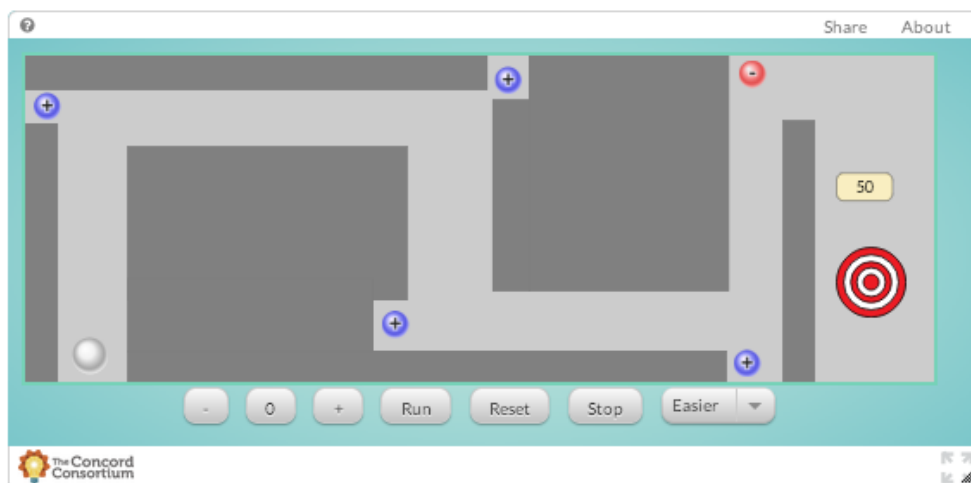 ?
Share About
+
+
-
50
+
+
- 0 + Run Reset Stop Easier
The Concord
Consortium